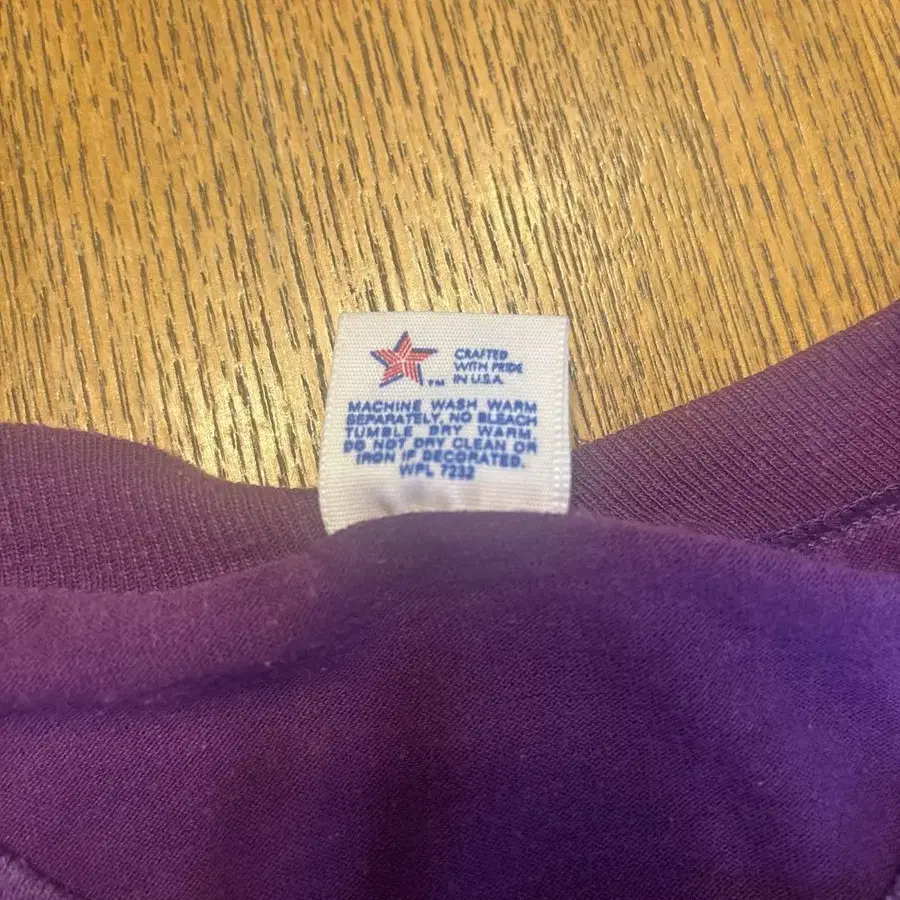 CRAFTED
WITH PRIDE
IN U.S.A.
TM
MACHINE WASH WARM
SEPARATELY, NO BLEACH
TUMBLE DRY WARM
DO NOT DRY CLEAN OR
IRON IF DECORATED.
WPL 7232